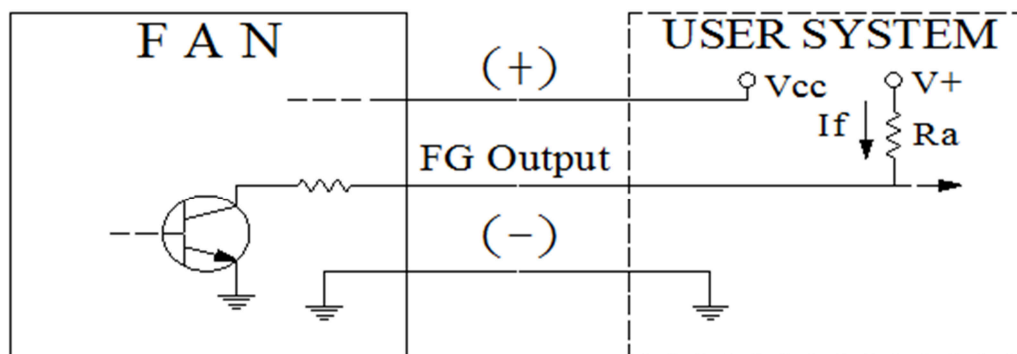 F A N
USER SYSTEM
(+)
Vcc
V+
If
Ra
FG Output
(-)